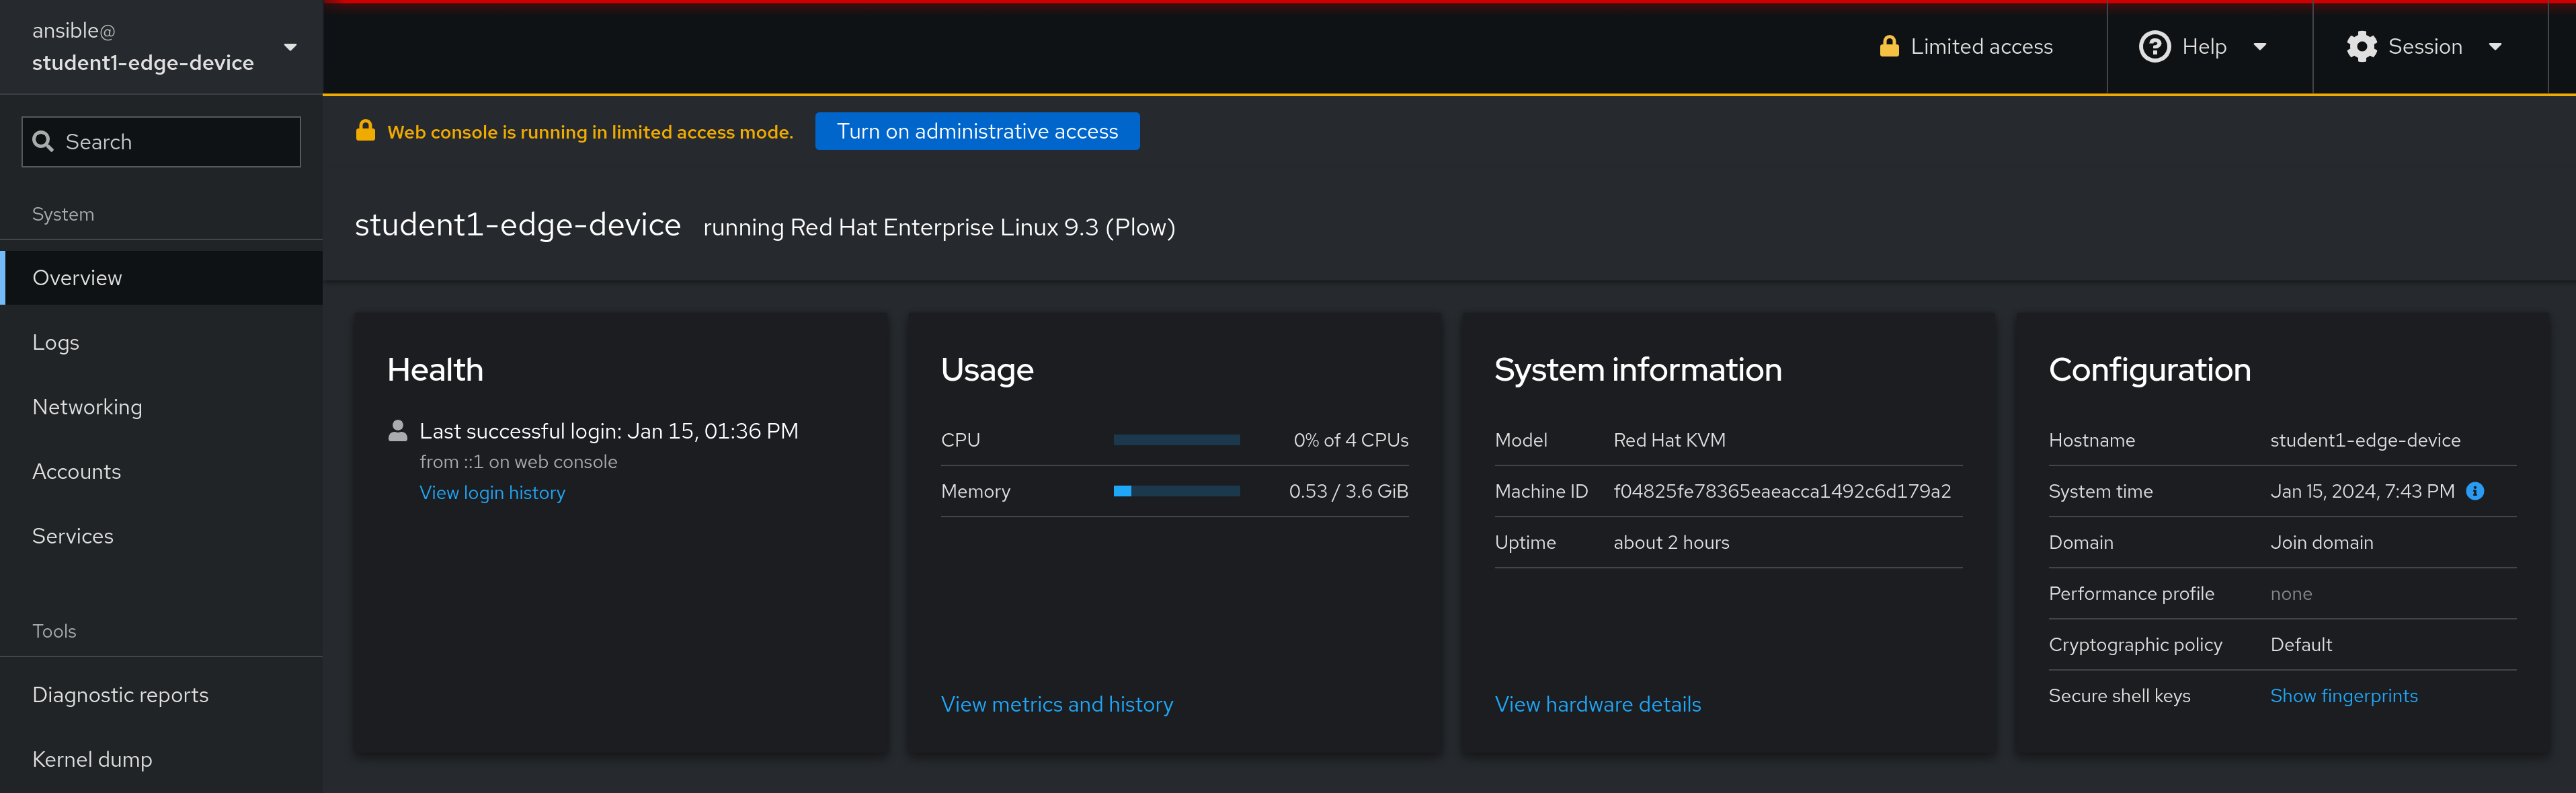 ansible@
student1-edge-device
Search
System
Overview
Logs
Networking
Accounts
Services
Tools
Diagnostic reports
Kernel dump
Limited access
Help
Session
Web console is running in limited access mode.
Turn on administrative access
student1-edge-device running Red Hat Enterprise Linux 9.3 (Plow)
Health
Last successful login: Jan 15, 01:36 PM
from ::1 on web console
View login history
Usage
CPU 0% of 4 CPUs
Memory 0.53 / 3.6 GiB
View metrics and history
System information
Model Red Hat KVM
Machine ID f04825fe78365eaeacca1492c6d179a2
Uptime about 2 hours
View hardware details
Configuration
Hostname student1-edge-device
System time Jan 15, 2024, 7:43 PM
Domain Join domain
Performance profile none
Cryptographic policy Default
Secure shell keys Show fingerprints